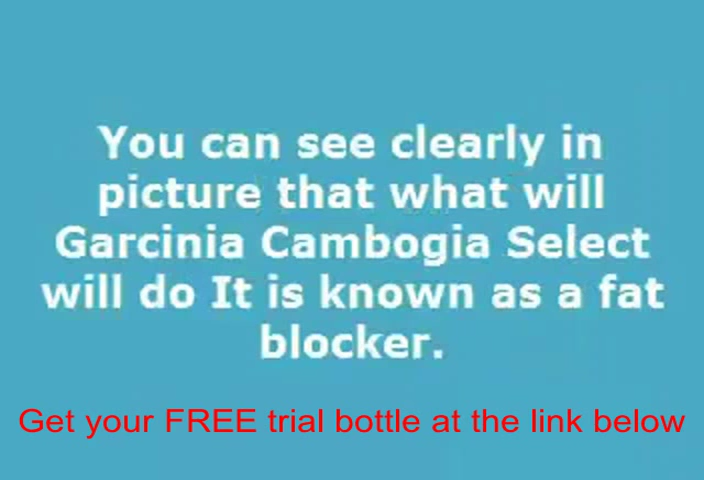 You can see clearly in
picture that what will
Garcinia Cambogia Select
will do It is known as a fat
blocker.
Get your FREE trial bottle at the link below